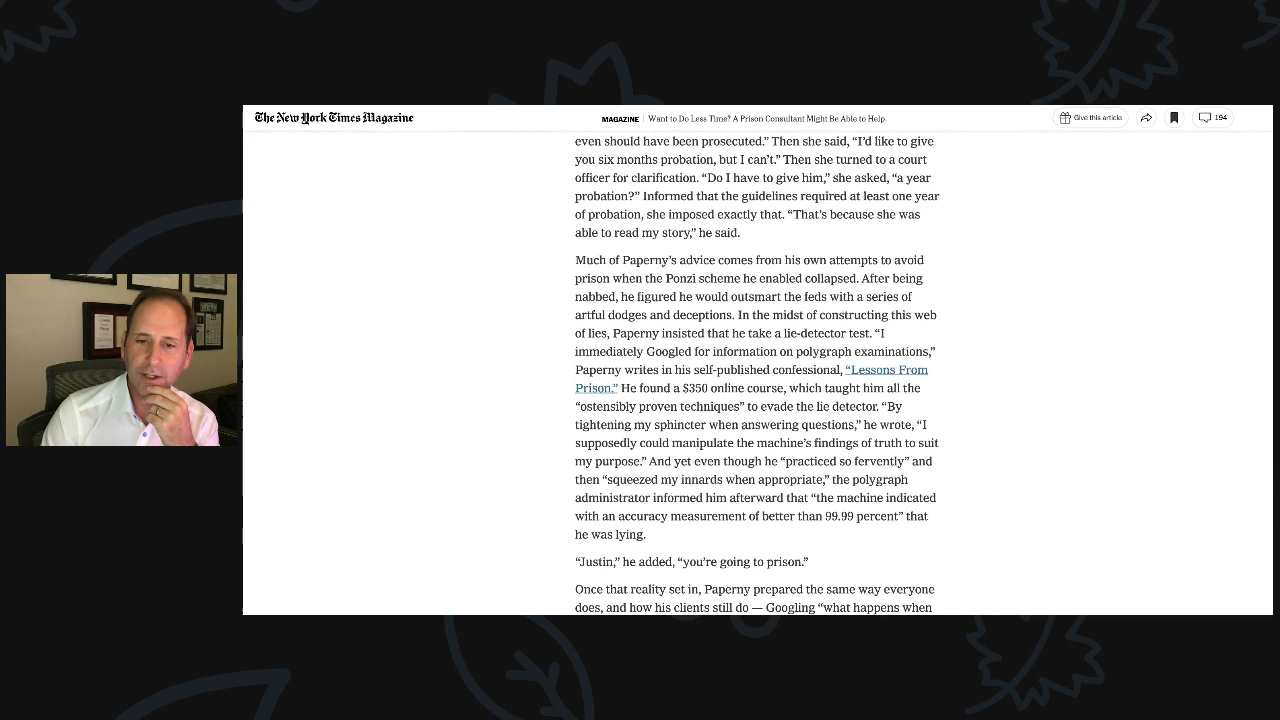 The New York Times Magazine
MAGAZINE | Want to Do Less Time? A Prison Consultant Might Be Able to Help.
Give this article
194
even should have been prosecuted.” Then she said, “I’d like to give
you six months probation, but I can’t.” Then she turned to a court
officer for clarification. “Do I have to give him,” she asked, “a year
probation?” Informed that the guidelines required at least one year
of probation, she imposed exactly that. “That’s because she was
able to read my story,” he said.
Much of Paperny’s advice comes from his own attempts to avoid
prison when the Ponzi scheme he enabled collapsed. After being
nabbed, he figured he would outsmart the feds with a series of
artful dodges and deceptions. In the midst of constructing this web
of lies, Paperny insisted that he take a lie-detector test. “I
immediately Googled for information on polygraph examinations,”
Paperny writes in his self-published confessional, “Lessons From
Prison.” He found a $350 online course, which taught him all the
“ostensibly proven techniques” to evade the lie detector. “By
tightening my sphincter when answering questions,” he wrote, “I
supposedly could manipulate the machine’s findings of truth to suit
my purpose.” And yet even though he “practiced so fervently” and
then “squeezed my innards when appropriate,” the polygraph
administrator informed him afterward that “the machine indicated
with an accuracy measurement of better than 99.99 percent” that
he was lying.
“Justin,” he added, “you’re going to prison.”
Once that reality set in, Paperny prepared the same way everyone
does, and how his clients still do — Googling “what happens when